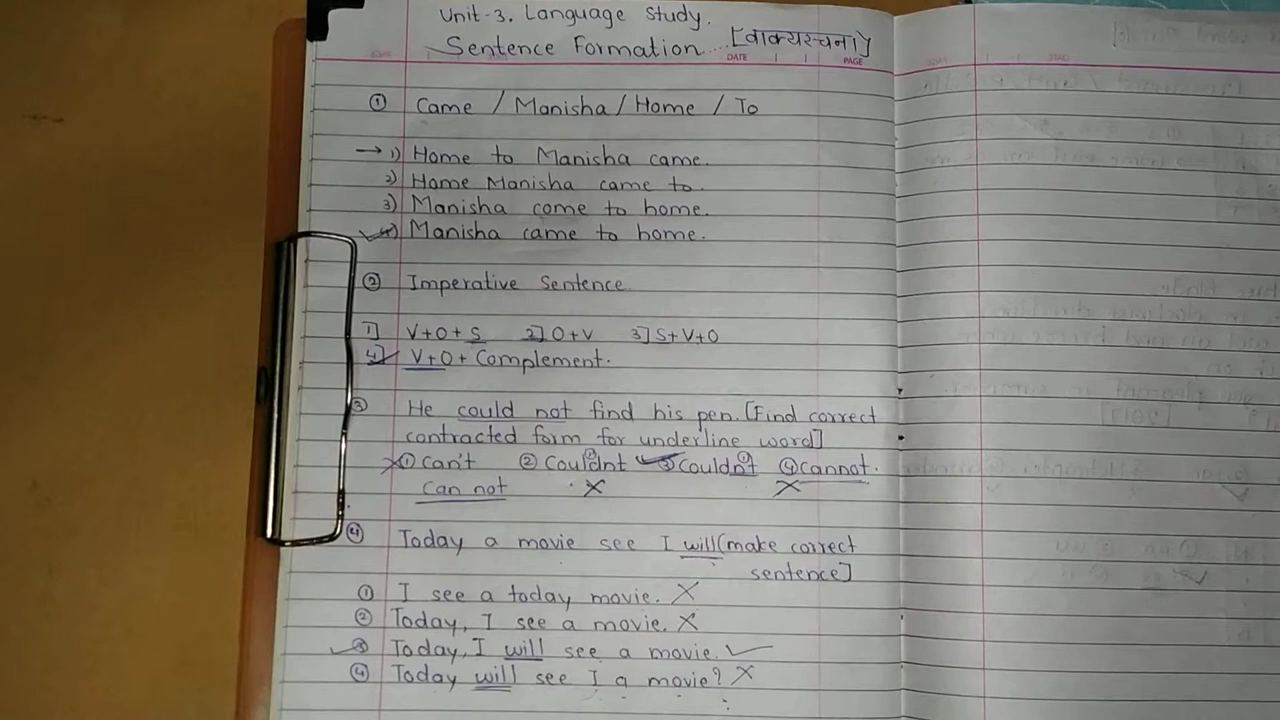 Unit-3. Language Study.
Sentence Formation.... [वाक्यरचना]
DATE PAGE
① Came / Manisha / Home / To
→ 1) Home to Manisha came.
2) Home Manisha came to.
3) Manisha come to home.
4) Manisha came to home.
② Imperative Sentence
1] V+O+S 2] O+V 3] S+V+O
4] V+O+Complement.
③ He could not find his pen. [Find correct
contracted form for underline word]
① Can't ② Could'nt ③ Couldn't ④ cannot.
Can not
④ Today a movie see I will (make correct
sentence]
① I see a today movie. X
② Today, I see a movie. X
③ Today, I will see a movie. ✓
④ Today will see I a movie? X